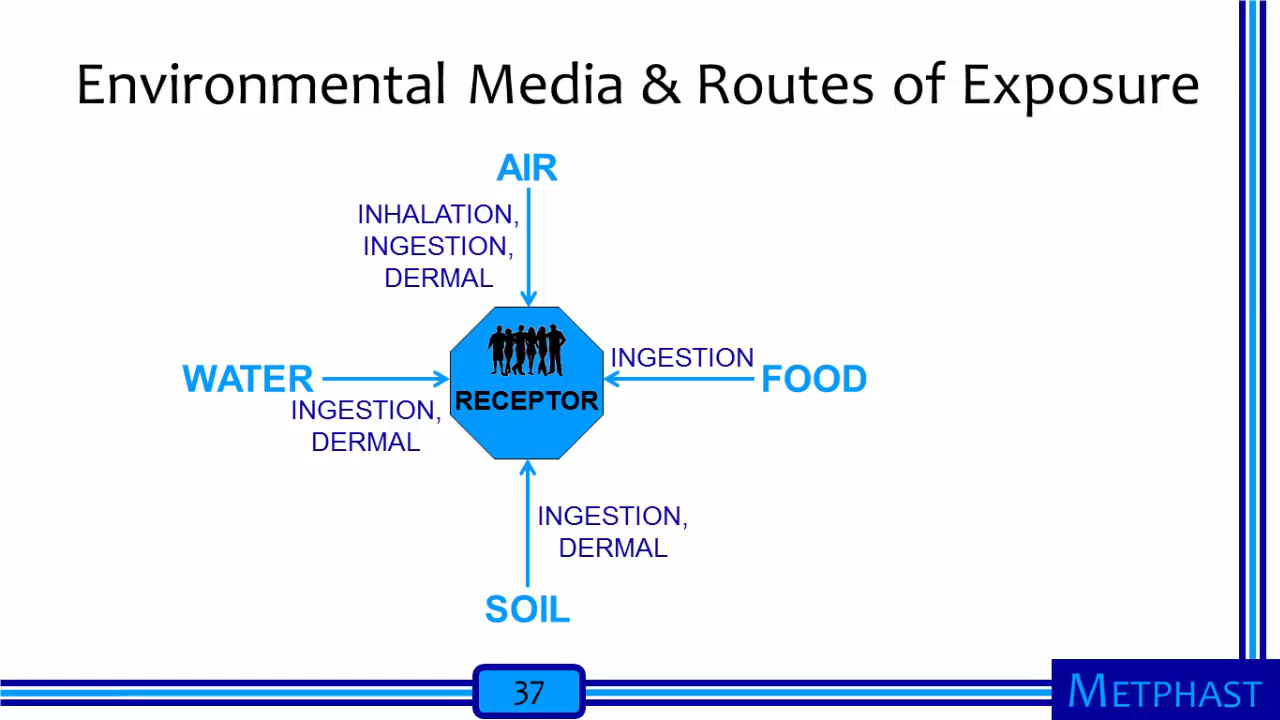 Environmental Media & Routes of Exposure
AIR
INHALATION,
INGESTION,
DERMAL
WATER
INGESTION,
DERMAL
RECEPTOR
INGESTION
FOOD
INGESTION,
DERMAL
SOIL
37
METPHAST